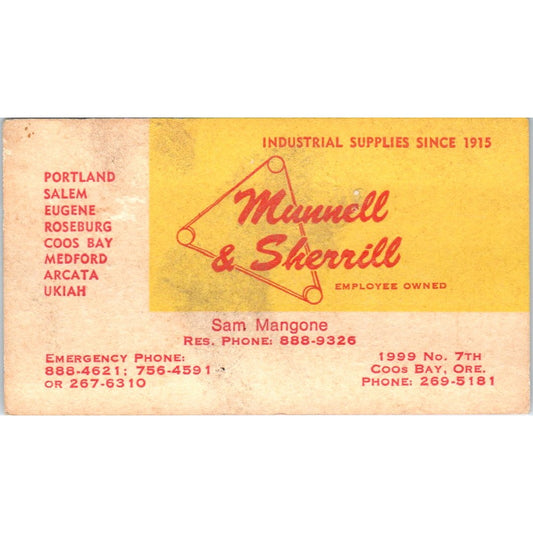 INDUSTRIAL SUPPLIES SINCE 1915
PORTLAND
SALEM
EUGENE
ROSEBURG
COOS BAY
MEDFORD
ARCATA
UKIAH
Munnell
& Sherrill
EMPLOYEE OWNED
Sam Mangone
RES. PHONE: 888-9326
EMERGENCY PHONE:
888-4621; 756-4591
OR 267-6310
1999 NO. 7TH
COOS BAY, ORE.
PHONE: 269-5181